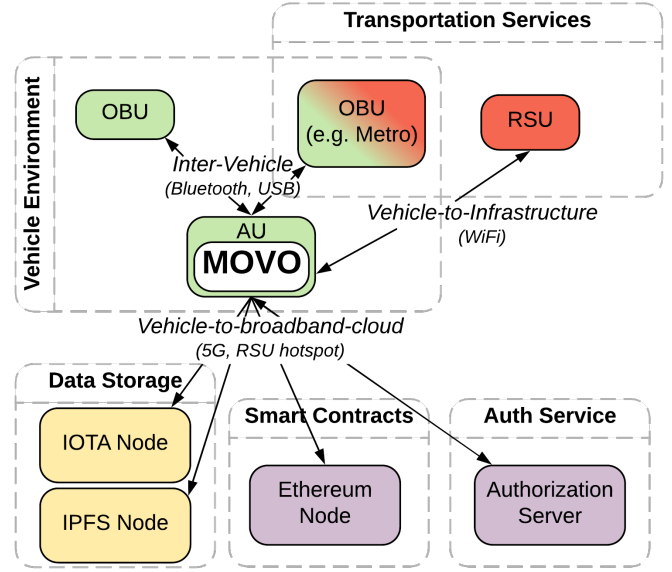 Transportation Services
Vehicle Environment
OBU
OBU
(e.g. Metro)
RSU
Inter-Vehicle
(Bluetooth, USB)
Vehicle-to-Infrastructure
(WiFi)
AU
MOVO
Vehicle-to-broadband-cloud
(5G, RSU hotspot)
Data Storage
IOTA Node
IPFS Node
Smart Contracts
Ethereum
Node
Auth Service
Authorization
Server